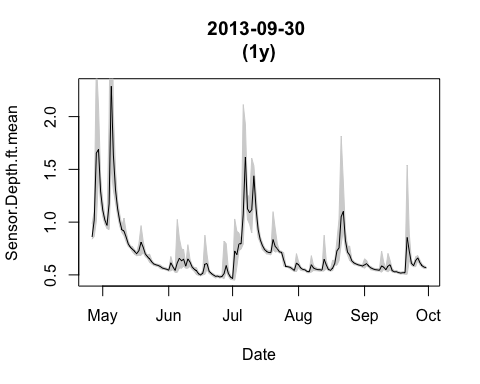 2013-09-30
(1y)
Sensor.Depth.ft.mean
2.0
1.5
1.0
0.5
May Jun Jul Aug Sep Oct
Date